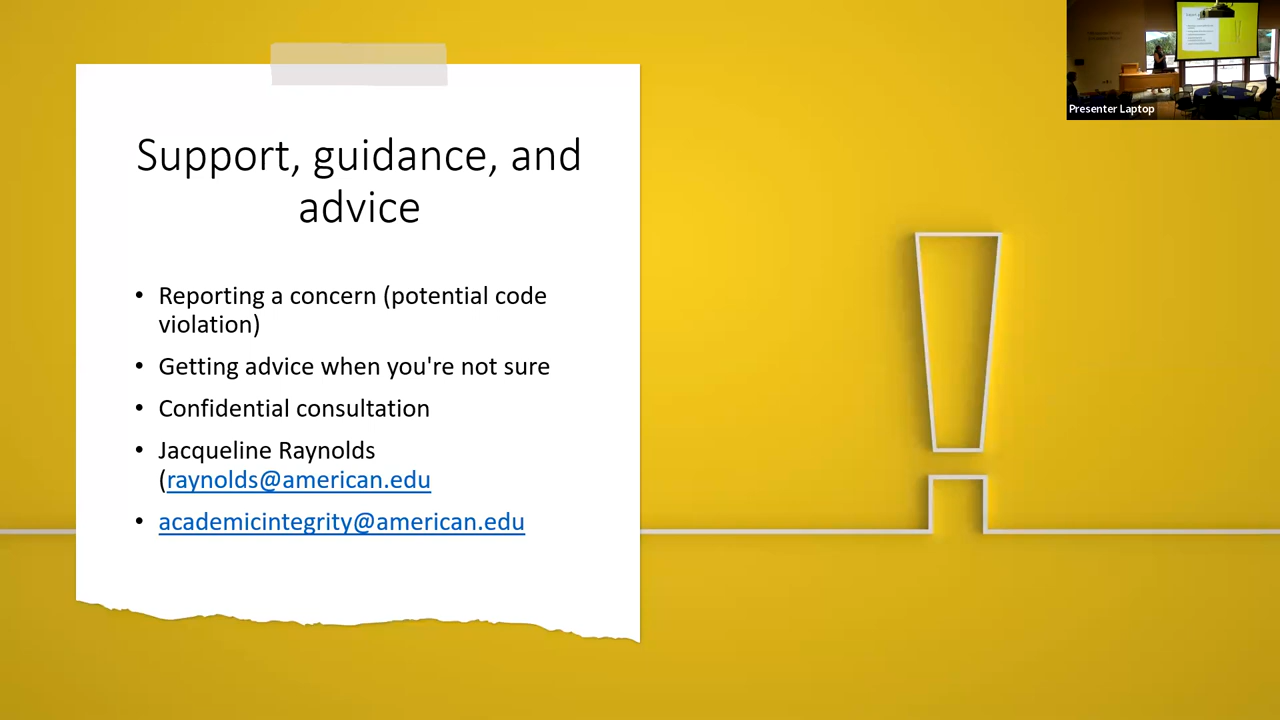 Support, guidance, and
advice
• Reporting a concern (potential code
violation)
• Getting advice when you're not sure
• Confidential consultation
• Jacqueline Raynolds
(raynolds@american.edu
• academicintegrity@american.edu
Presenter Laptop